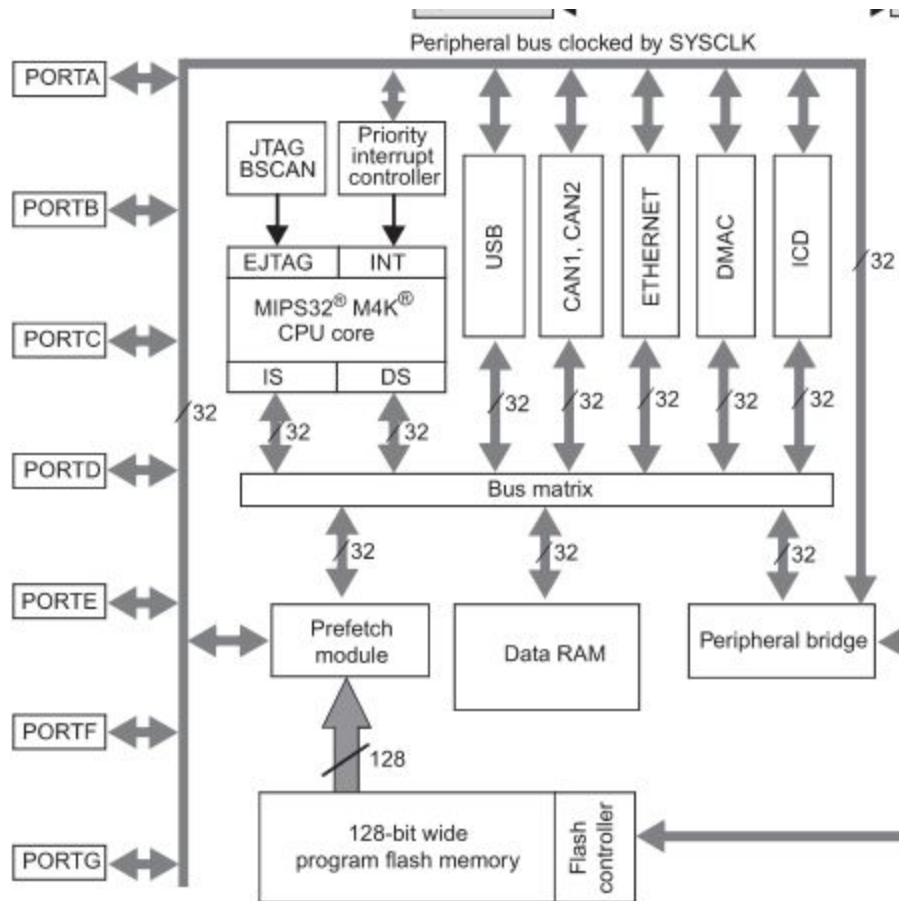 Peripheral bus clocked by SYSCLK
PORTA
PORTB
PORTC
PORTD
PORTE
PORTF
PORTG
32
JTAG
BSCAN
Priority
interrupt
controller
EJTAG
INT
MIPS32® M4K®
CPU core
IS
DS
32
32
USB
CAN1, CAN2
ETHERNET
DMAC
ICD
32
32
32
32
32
32
Bus matrix
32
32
32
Prefetch
module
Data RAM
Peripheral bridge
128
128-bit wide
program flash memory
Flash
controller